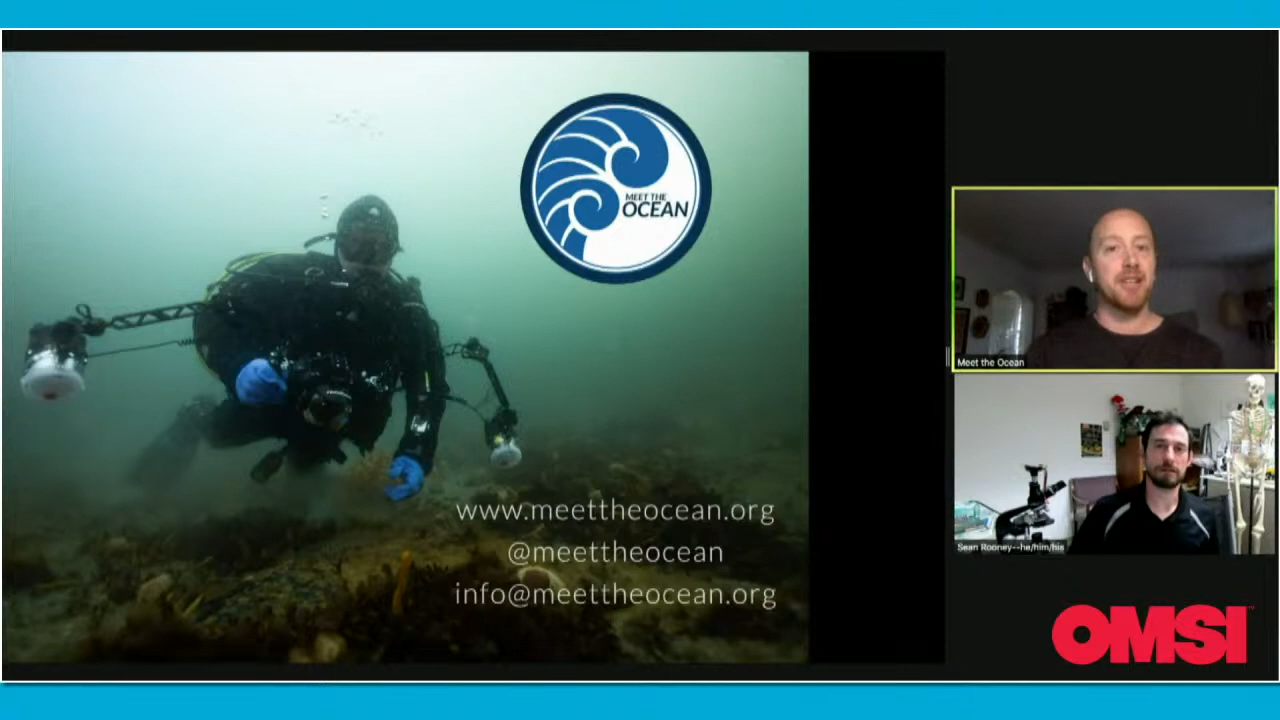 MEET THE
OCEAN
www.meettheocean.org
@meettheocean
info@meettheocean.org
Meet the Ocean
Sean Rooney--he/him/his
OMSI